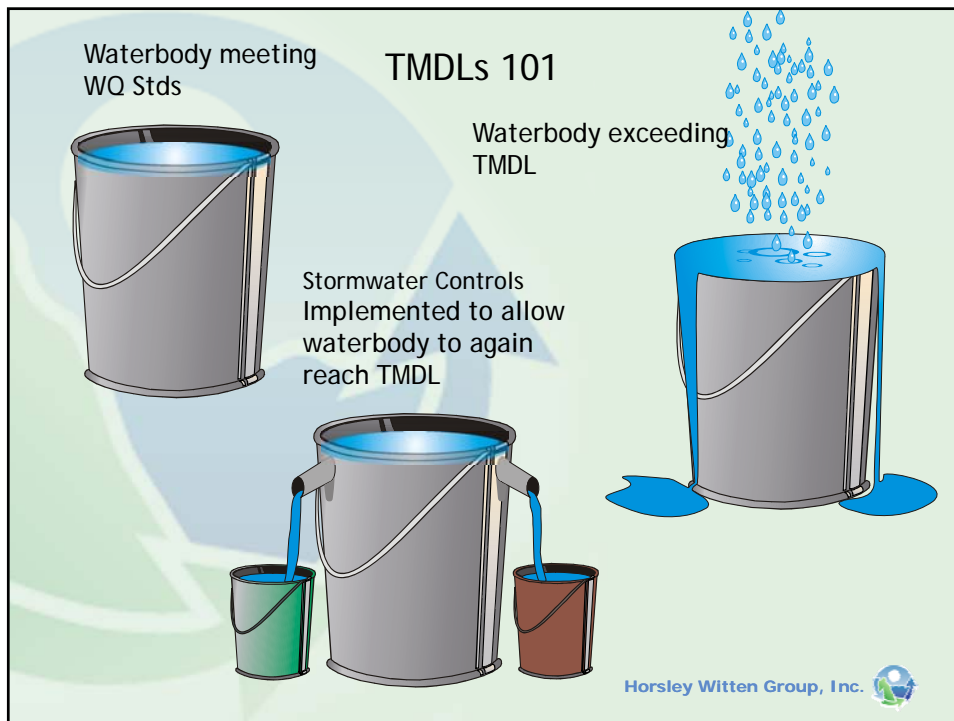 TMDLs 101
Waterbody meeting
WQ Stds
Waterbody exceeding
TMDL
Stormwater Controls
Implemented to allow
waterbody to again
reach TMDL
Horsley Witten Group, Inc.